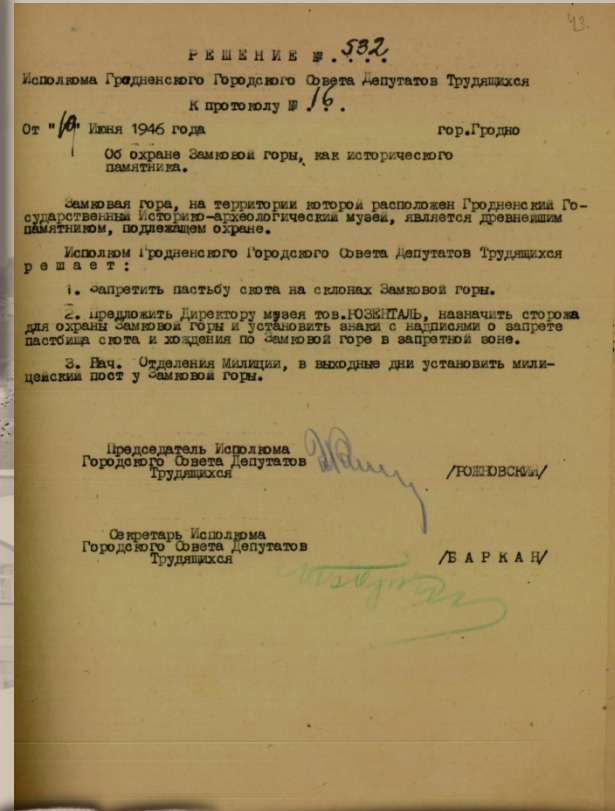 43.
РЕШЕНИЕ № 532
Исполкома Гродненского Городского Совета Депутатов Трудящихся
К протоколу № 16.
От "19" Июня 1946 года гор.Гродно
Об охране Замковой горы, как исторического
памятника.
Замковая гора, на территории которой расположен Гродненский Го-
сударственный Историко-археологический музей, является древнейшим
памятником, подлежащем охране.
Исполком Гродненского Городского Совета Депутатов Трудящихся
р е ш а е т :
1. Запретить пастьбу скота на склонах Замковой горы.
2. Предложить Директору музея тов.РОЗЕНТАЛЬ, назначить сторожа
для охраны Замковой горы и установить знаки с надписями о запрете
пастбища скота и хождения по Замковой горе в запретной зоне.
3. Нач. Отделения Милиции, в выходные дни установить мили-
цейский пост у Замковой горы.
Председатель Исполкома
Городского Совета Депутатов
Трудящихся /РОЖНОВСКИЙ/
Секретарь Исполкома
Городского Совета Депутатов
Трудящихся /Б А Р К А Н/